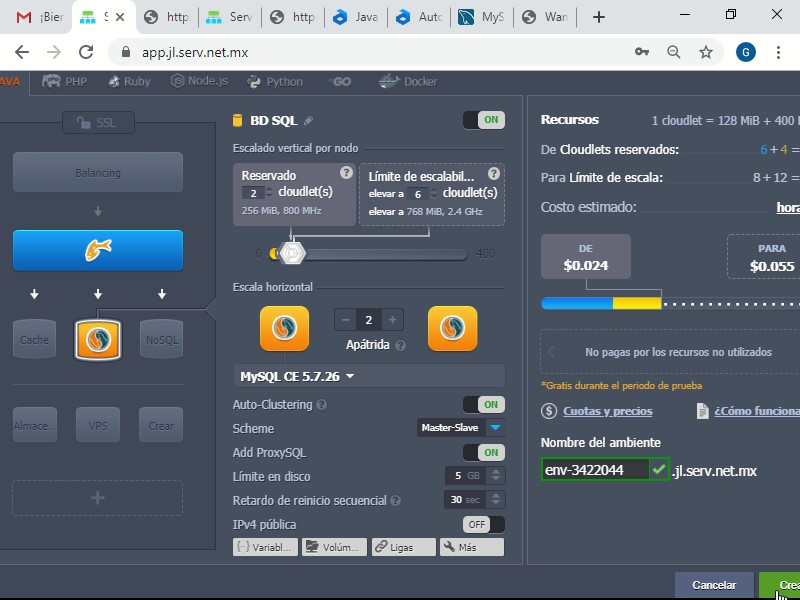 ¡Bien
S
http
Serv
http
Java
Auto
MyS
Wan
app.jl.serv.net.mx
G
AVA
PHP
Ruby
Node.js
Python
GO
Docker
SSL
Balancing
Cache
NoSQL
Almace...
VPS
Crear
BD SQL
ON
Escalado vertical por nodo
Reservado
?
2 cloudlet(s)
256 MiB, 800 MHz
Límite de escalabil...
?
elevar a 6 cloudlet(s)
elevar a 768 MiB, 2.4 GHz
0
400
Escala horizontal
2
Apátrida ?
MySQL CE 5.7.26
Auto-Clustering ?
ON
Scheme
Master-Slave
Add ProxySQL
ON
Límite en disco
5 GB
Retardo de reinicio secuencial ?
30 sec
IPv4 pública
OFF
{··} Variabl...
Volúm...
Ligas
Más
Recursos
1 cloudlet = 128 MiB + 400 M
De Cloudlets reservados:
6 + 4 =
Para Límite de escala:
8 + 12 =
Costo estimado:
hora
DE
$0.024
PARA
$0.055
No pagas por los recursos no utilizados
*Gratis durante el periodo de prueba
$ Cuotas y precios
¿Cómo funciona
Nombre del ambiente
env-3422044
.jl.serv.net.mx
Cancelar
Crea